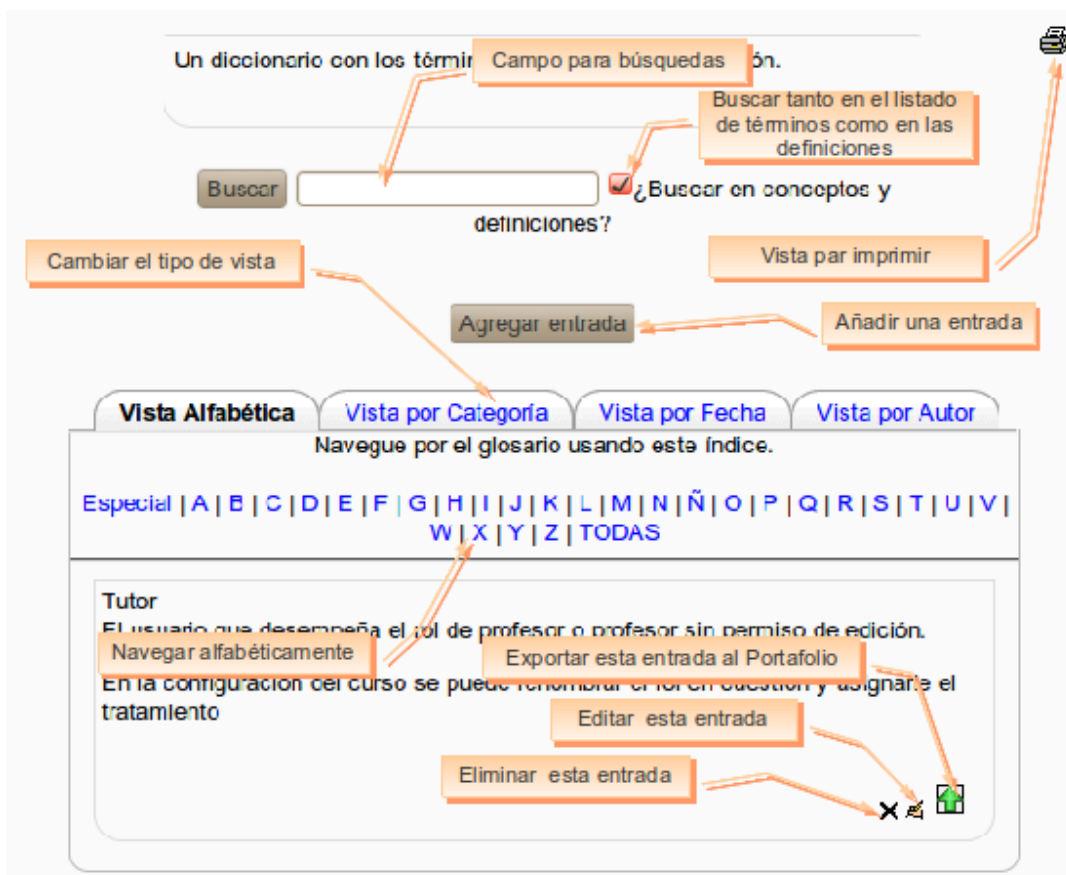 Un diccionario con los términ
Campo para búsquedas
ón.
Buscar tanto en el listado
de términos como en las
definiciones
Buscar
¿Buscar en conceptos y
definiciones?
Cambiar el tipo de vista
Vista par imprimir
Agregar entrada
Añadir una entrada
Vista Alfabética
Vista por Categoría
Vista por Fecha
Vista por Autor
Navegue por el glosario usando este índice.
Especial | A | B | C | D | E | F | G | H | I | J | K | L | M | N | Ñ | O | P | Q | R | S | T | U | V |
W | X | Y | Z | TODAS
Tutor
El usuario que desempeña el rol de profesor o profesor sin permiso de edición.
Navegar alfabéticamente
Exportar esta entrada al Portafolio
En la configuración del curso se puede renombrar el rol en cuestión y asignarle el
tratamiento
Editar esta entrada
Eliminar esta entrada